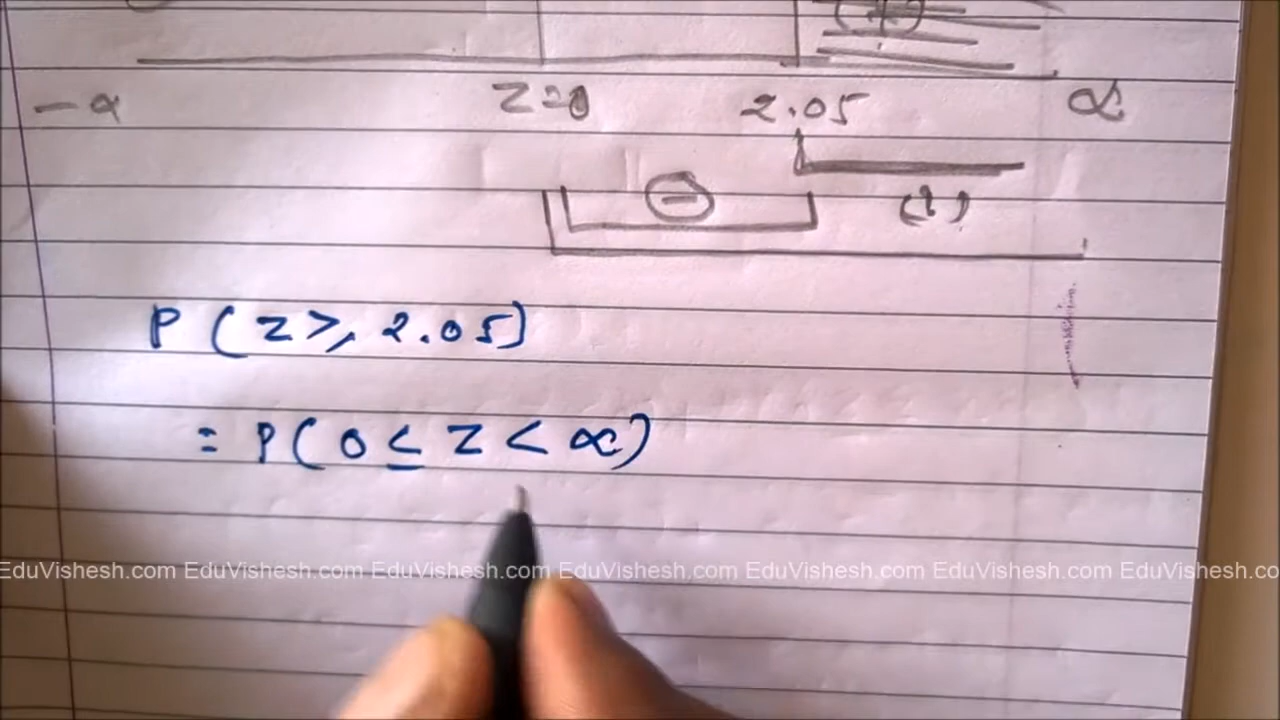 -∝ Z=0 2.05 ∝
(-) (?)
P (Z ≥ 2.05)
= P(0 ≤ Z < ∝)
EduVishesh.com EduVishesh.com EduVishesh.com EduVishesh.com EduVishesh.com EduVishesh.com EduVishesh.co